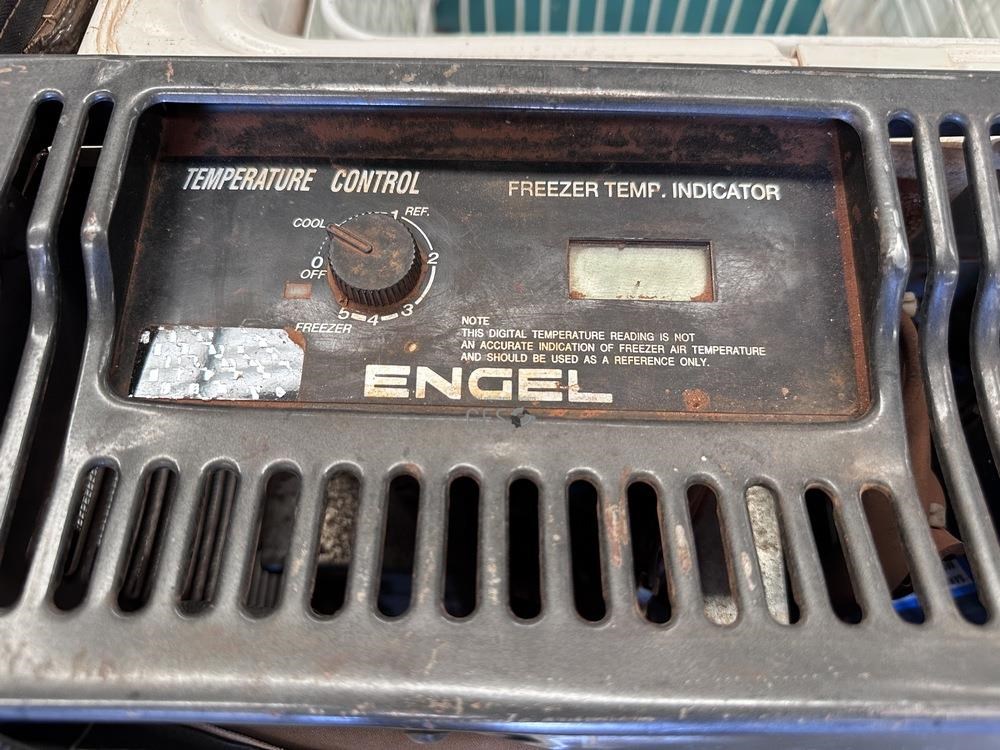 TEMPERATURE CONTROL
FREEZER TEMP. INDICATOR
COOL
1
REF.
0
OFF
2
5
4
3
FREEZER
NOTE
THIS DIGITAL TEMPERATURE READING IS NOT
AN ACCURATE INDICATION OF FREEZER AIR TEMPERATURE
AND SHOULD BE USED AS A REFERENCE ONLY.
ENGEL